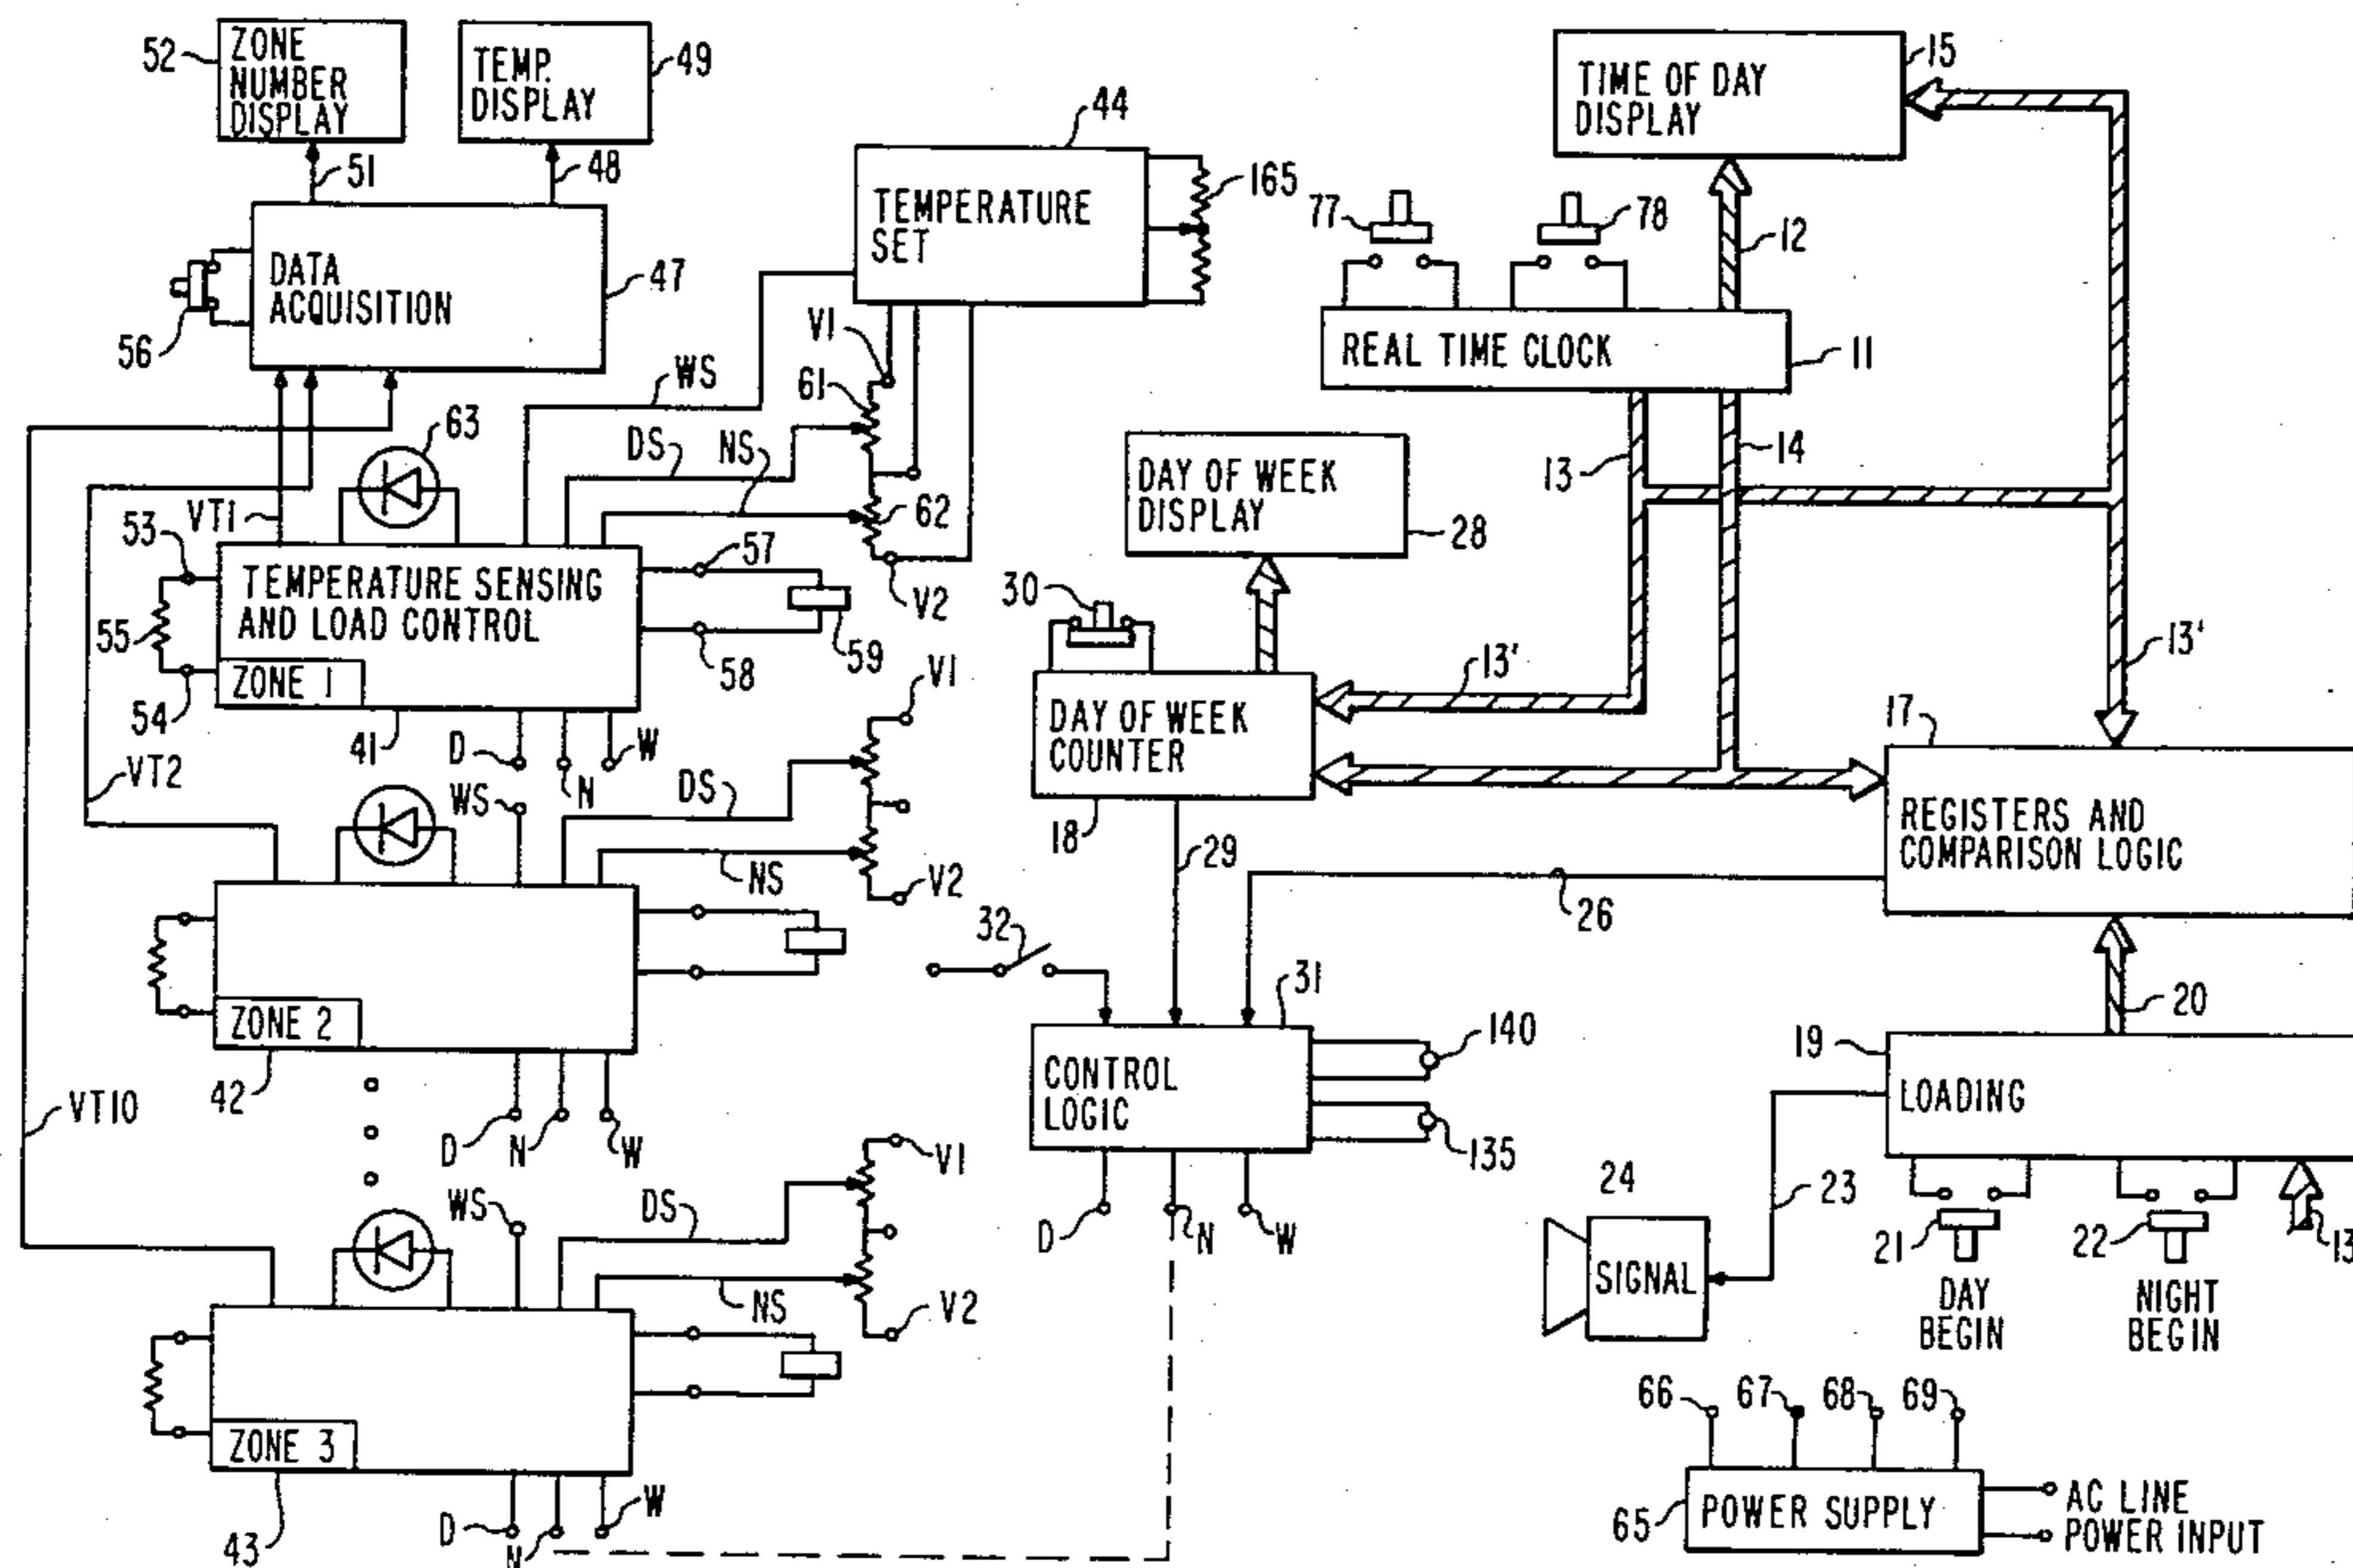 52
ZONE
NUMBER
DISPLAY
TEMP.
DISPLAY
49
51
48
DATA
ACQUISITION
47
56
44
TEMPERATURE
SET
165
TIME OF DAY
DISPLAY
15
77
78
12
REAL TIME CLOCK
11
V1
61
WS
63
DS
NS
62
V2
VT1
53
55
54
TEMPERATURE SENSING
AND LOAD CONTROL
ZONE 1
41
57
58
59
D
N
W
DAY OF WEEK
DISPLAY
28
13
14
30
13'
13'
DAY OF WEEK
COUNTER
18
29
17
REGISTERS AND
COMPARISON LOGIC
26
20
VT2
WS
DS
NS
V1
V2
ZONE 2
42
D
N
W
VT10
32
31
CONTROL
LOGIC
140
135
D
N
W
19
LOADING
23
24
SIGNAL
21
DAY
BEGIN
22
NIGHT
BEGIN
13
WS
DS
NS
V1
V2
ZONE 3
43
D
N
W
66
67
68
69
65
POWER SUPPLY
AC LINE
POWER INPUT